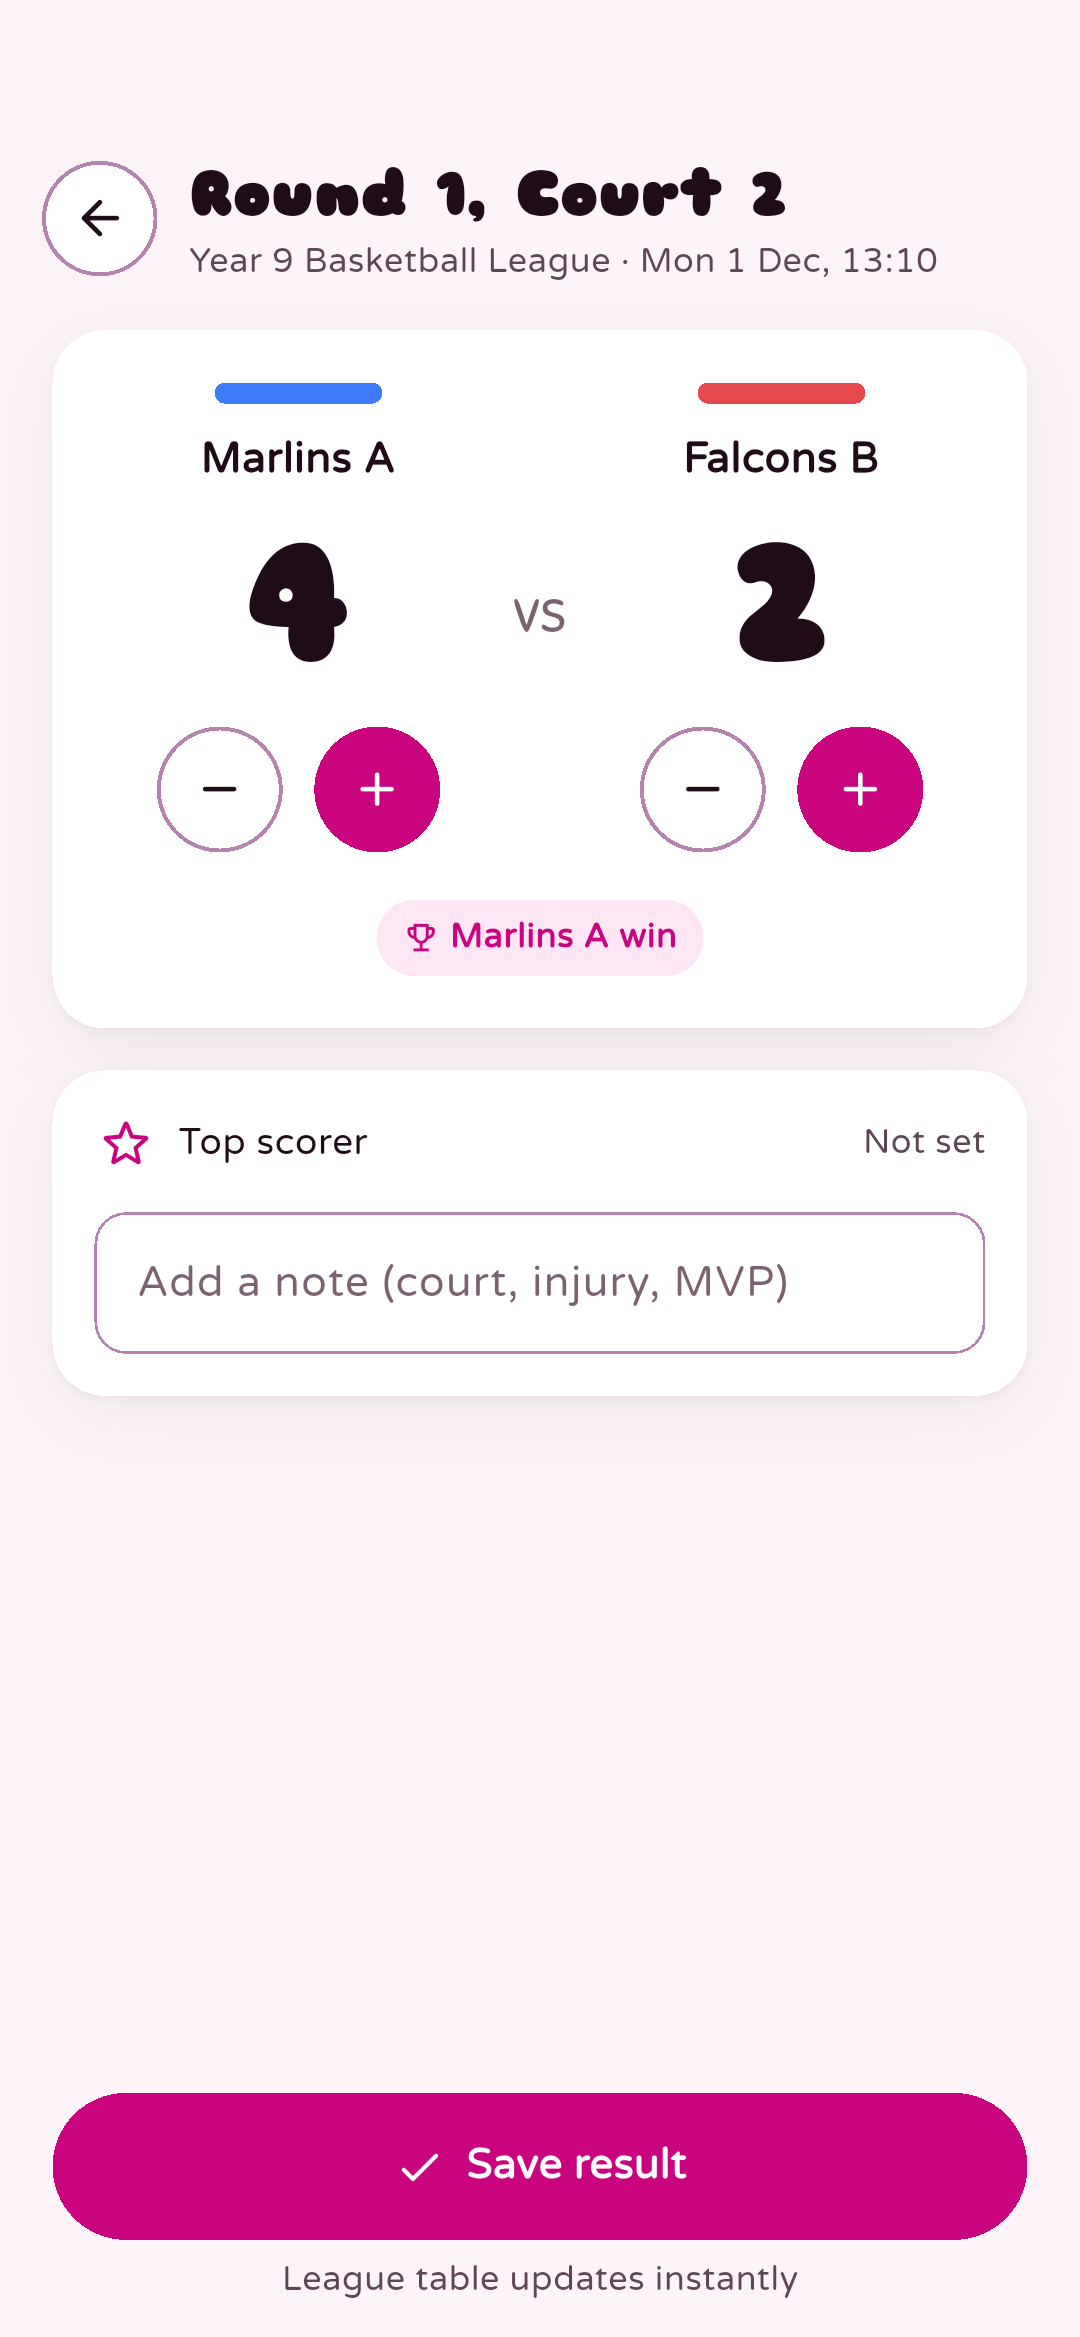 Round 1, Court 2
Year 9 Basketball League · Mon 1 Dec, 13:10
Marlins A
Falcons B
4
VS
2
Marlins A win
Top scorer
Not set
Add a note (court, injury, MVP)
Save result
League table updates instantly